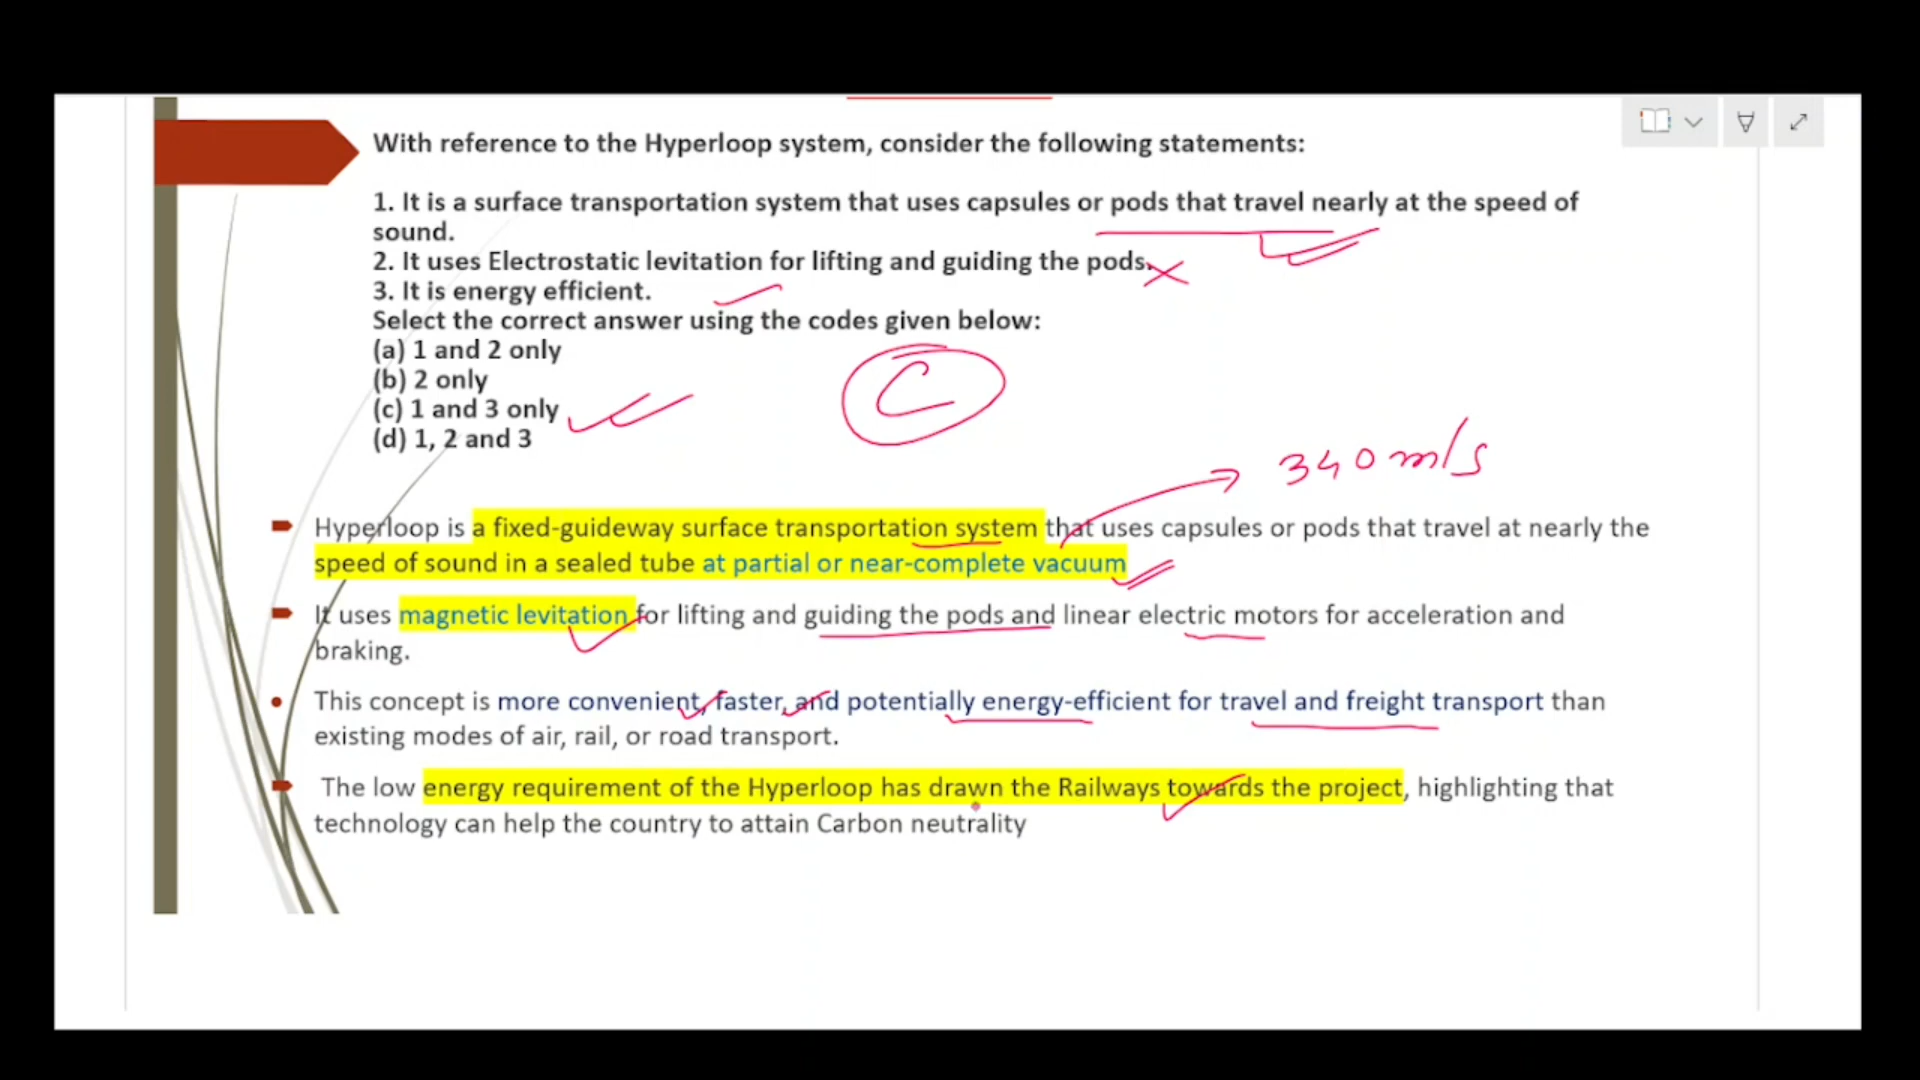 With reference to the Hyperloop system, consider the following statements:
1. It is a surface transportation system that uses capsules or pods that travel nearly at the speed of
sound.
2. It uses Electrostatic levitation for lifting and guiding the pods.
3. It is energy efficient.
Select the correct answer using the codes given below:
(a) 1 and 2 only
(b) 2 only
(c) 1 and 3 only
(d) 1, 2 and 3
C
340 m/s
Hyperloop is a fixed-guideway surface transportation system that uses capsules or pods that travel at nearly the
speed of sound in a sealed tube at partial or near-complete vacuum
It uses magnetic levitation for lifting and guiding the pods and linear electric motors for acceleration and
braking.
This concept is more convenient, faster, and potentially energy-efficient for travel and freight transport than
existing modes of air, rail, or road transport.
The low energy requirement of the Hyperloop has drawn the Railways towards the project, highlighting that
technology can help the country to attain Carbon neutrality